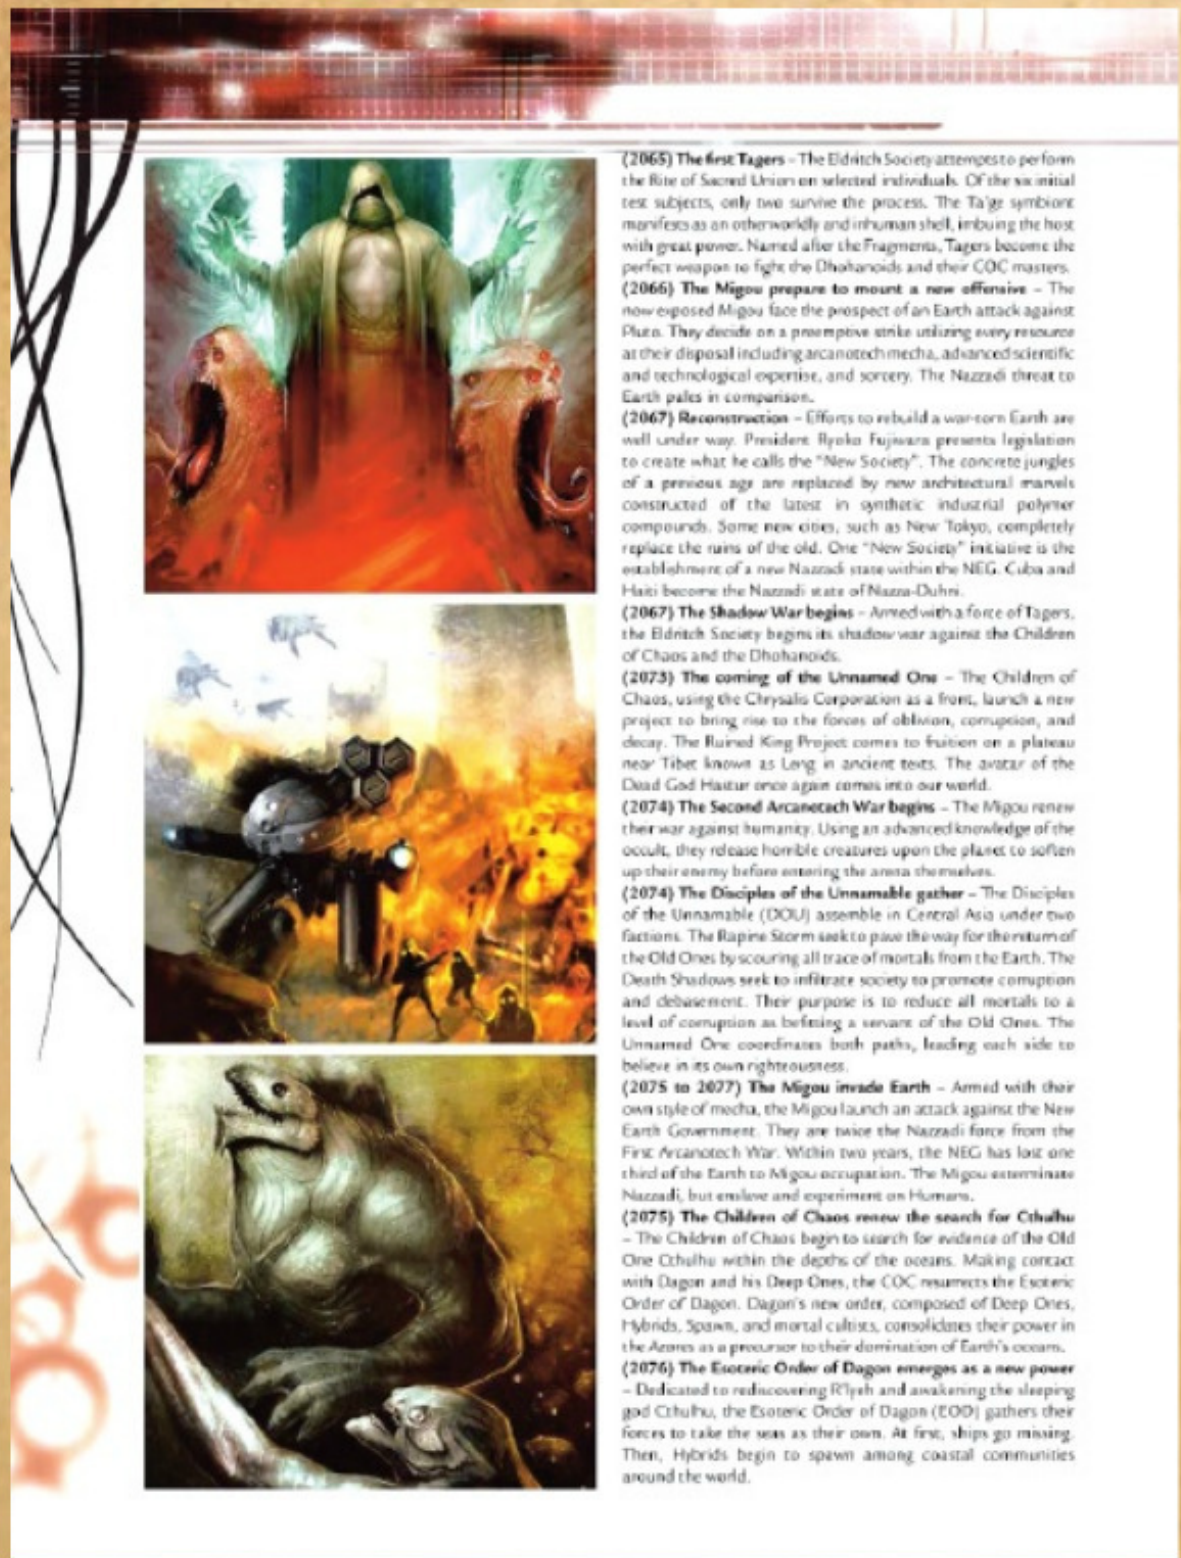 (2065) The first Tagers – The Eldritch Society attempts to perform
the Rite of Sacred Union on selected individuals. Of the six initial
test subjects, only two survive the process. The Ta'ge symbiont
manifests as an otherworldly and inhuman shell, imbuing the host
with great power. Named after the Fragments, Tagers become the
perfect weapon to fight the Dhohanoids and their COC masters.
(2066) The Migou prepare to mount a new offensive – The
now exposed Migou face the prospect of an Earth attack against
Pluto. They decide on a preemptive strike utilizing every resource
at their disposal including arcanotech mecha, advanced scientific
and technological expertise, and sorcery. The Nazzadi threat to
Earth pales in comparison.
(2067) Reconstruction – Efforts to rebuild a war-torn Earth are
well under way. President Ryoko Fujiwara presents legislation
to create what he calls the "New Society". The concrete jungles
of a previous age are replaced by new architectural marvels
constructed of the latest in synthetic industrial polymer
compounds. Some new cities, such as New Tokyo, completely
replace the ruins of the old. One "New Society" initiative is the
establishment of a new Nazzadi state within the NEG. Cuba and
Haiti become the Nazzadi state of Nazza-Duhni.
(2067) The Shadow War begins – Armed with a force of Tagers,
the Eldritch Society begins its shadow war against the Children
of Chaos and the Dhohanoids.
(2073) The coming of the Unnamed One – The Children of
Chaos, using the Chrysalis Corporation as a front, launch a new
project to bring rise to the forces of oblivion, corruption, and
decay. The Ruined King Project comes to fruition on a plateau
near Tibet known as Leng in ancient texts. The avatar of the
Dead God Hastur once again comes into our world.
(2074) The Second Arcanotech War begins – The Migou renew
their war against humanity. Using an advanced knowledge of the
occult, they release horrible creatures upon the planet to soften
up their enemy before entering the arena themselves.
(2074) The Disciples of the Unnamable gather – The Disciples
of the Unnamable (DOU) assemble in Central Asia under two
factions. The Rapine Storm seek to pave the way for the return of
the Old Ones by scouring all trace of mortals from the Earth. The
Death Shadows seek to infiltrate society to promote corruption
and debasement. Their purpose is to reduce all mortals to a
level of corruption as befitting a servant of the Old Ones. The
Unnamed One coordinates both paths, leading each side to
believe in its own righteousness.
(2075 to 2077) The Migou invade Earth – Armed with their
own style of mecha, the Migou launch an attack against the New
Earth Government. They are twice the Nazzadi force from the
First Arcanotech War. Within two years, the NEG has lost one
third of the Earth to Migou occupation. The Migou exterminate
Nazzadi, but enslave and experiment on Humans.
(2075) The Children of Chaos renew the search for Cthulhu
– The Children of Chaos begin to search for evidence of the Old
One Cthulhu within the depths of the oceans. Making contact
with Dagon and his Deep Ones, the COC resurrects the Esoteric
Order of Dagon. Dagon's new order, composed of Deep Ones,
Hybrids, Spawn, and mortal cultists, consolidates their power in
the Azores as a precursor to their domination of Earth's oceans.
(2076) The Esoteric Order of Dagon emerges as a new power
– Dedicated to rediscovering R'lyeh and awakening the sleeping
god Cthulhu, the Esoteric Order of Dagon (EOD) gathers their
forces to take the seas as their own. At first, ships go missing.
Then, Hybrids begin to spawn among coastal communities
around the world.